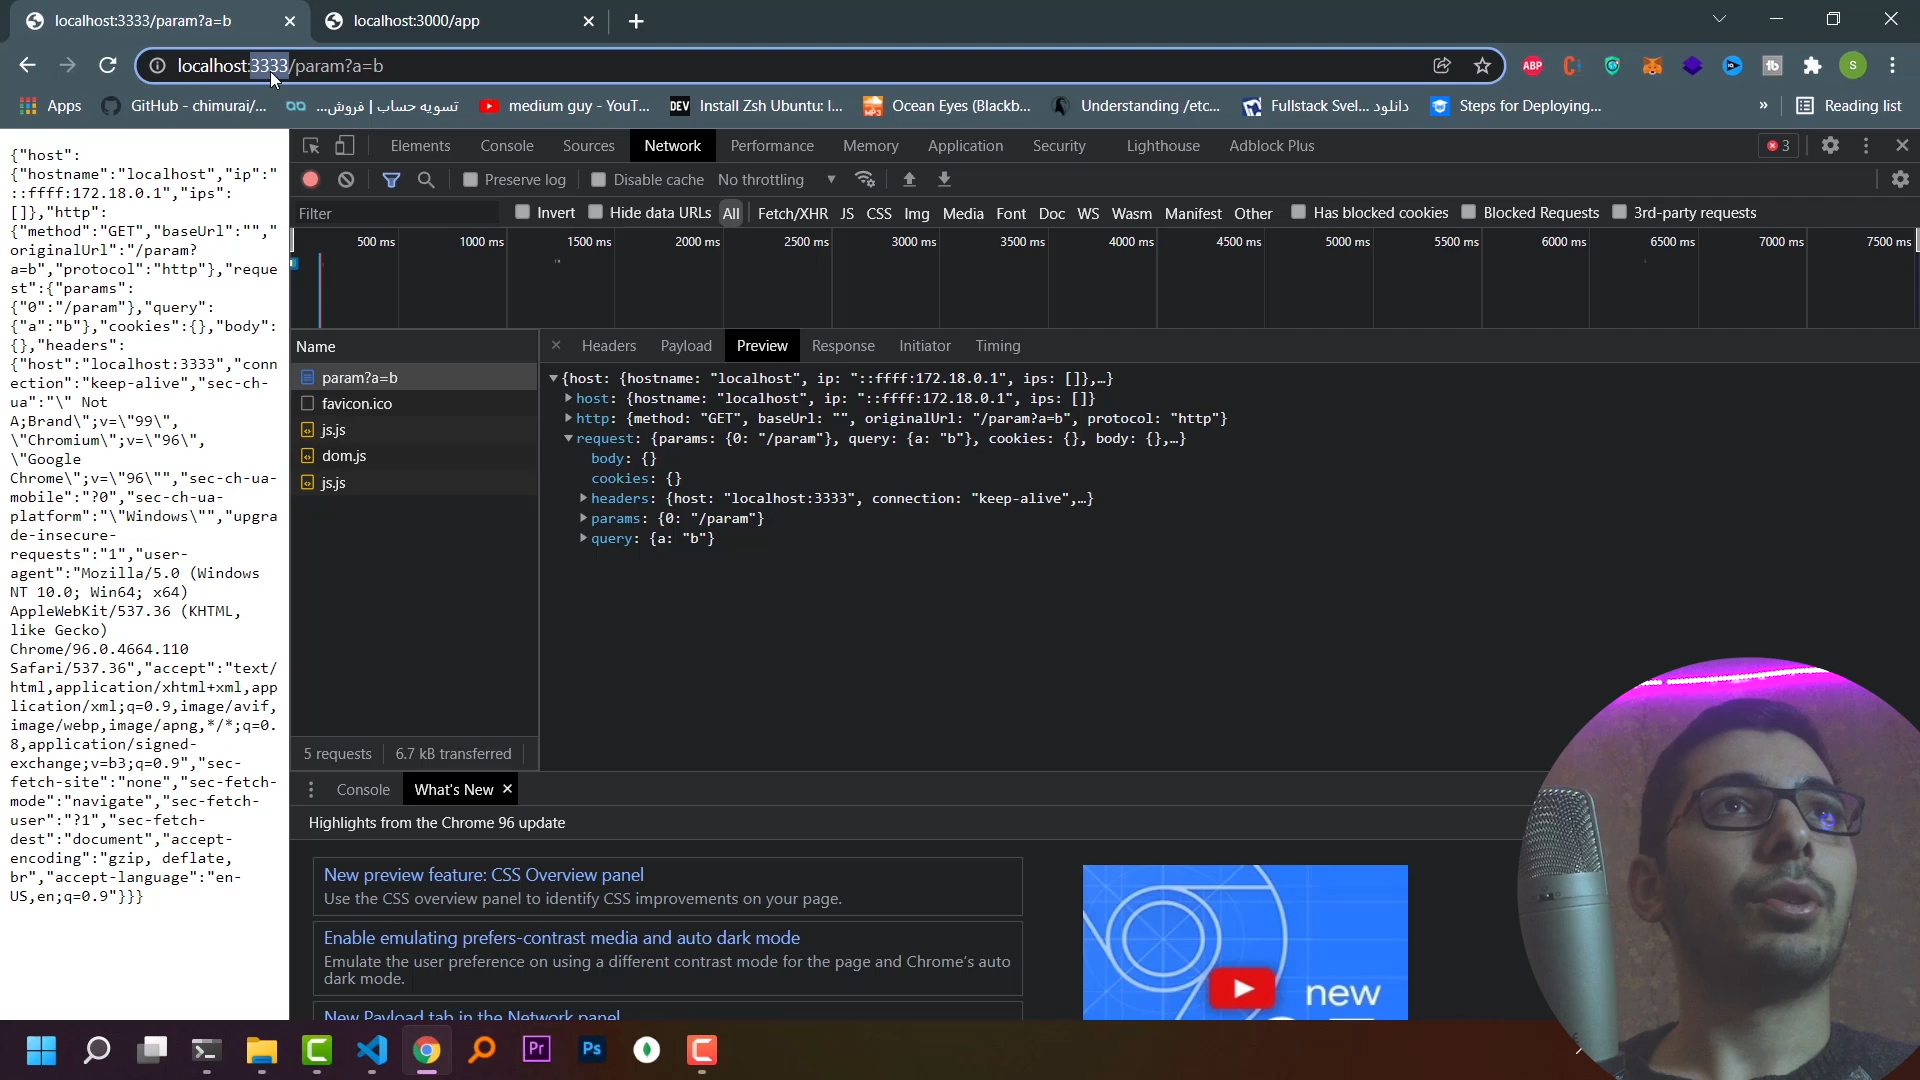 localhost:3333/param?a=b
localhost:3000/app
localhost:3333/param?a=b
ABP
tb
S
Apps
GitHub - chimurai/...
تسویه حساب | فروش...
medium guy - YouT...
DEV
Install Zsh Ubuntu: I...
MP3
Ocean Eyes (Blackb...
Understanding /etc...
Fullstack Svel... دانلود
Steps for Deploying...
»
Reading list
{"host":
{"hostname":"localhost","ip":"
::ffff:172.18.0.1","ips":
[]},"http":
{"method":"GET","baseUrl":"","
originalUrl":"/param?
a=b","protocol":"http"},"reque
st":{"params":
{"0":"/param"},"query":
{"a":"b"},"cookies":{},"body":
{},"headers":
{"host":"localhost:3333","conn
ection":"keep-alive","sec-ch-
ua":"\" Not
A;Brand\";v=\"99\",
\"Chromium\";v=\"96\",
\"Google
Chrome\";v=\"96\"","sec-ch-ua-
mobile":"?0","sec-ch-ua-
platform":"\"Windows\"","upgra
de-insecure-
requests":"1","user-
agent":"Mozilla/5.0 (Windows
NT 10.0; Win64; x64)
AppleWebKit/537.36 (KHTML,
like Gecko)
Chrome/96.0.4664.110
Safari/537.36","accept":"text/
html,application/xhtml+xml,app
lication/xml;q=0.9,image/avif,
image/webp,image/apng,*/*;q=0.
8,application/signed-
exchange;v=b3;q=0.9","sec-
fetch-site":"none","sec-fetch-
mode":"navigate","sec-fetch-
user":"?1","sec-fetch-
dest":"document","accept-
encoding":"gzip, deflate,
br","accept-language":"en-
US,en;q=0.9"}}}
Elements Console Sources Network Performance Memory Application Security Lighthouse Adblock Plus 3
Preserve log Disable cache No throttling
Filter Invert Hide data URLs All Fetch/XHR JS CSS Img Media Font Doc WS Wasm Manifest Other Has blocked cookies Blocked Requests 3rd-party requests
500 ms 1000 ms 1500 ms 2000 ms 2500 ms 3000 ms 3500 ms 4000 ms 4500 ms 5000 ms 5500 ms 6000 ms 6500 ms 7000 ms 7500 ms
Name
param?a=b
favicon.ico
js.js
dom.js
js.js
5 requests 6.7 kB transferred
Headers Payload Preview Response Initiator Timing
{host: {hostname: "localhost", ip: "::ffff:172.18.0.1", ips: []},…}
host: {hostname: "localhost", ip: "::ffff:172.18.0.1", ips: []}
http: {method: "GET", baseUrl: "", originalUrl: "/param?a=b", protocol: "http"}
request: {params: {0: "/param"}, query: {a: "b"}, cookies: {}, body: {},…}
body: {}
cookies: {}
headers: {host: "localhost:3333", connection: "keep-alive",…}
params: {0: "/param"}
query: {a: "b"}
Console What's New
Highlights from the Chrome 96 update
New preview feature: CSS Overview panel
Use the CSS overview panel to identify CSS improvements on your page.
Enable emulating prefers-contrast media and auto dark mode
Emulate the user preference on using a different contrast mode for the page and Chrome's auto
dark mode.
New Payload tab in the Network panel
new
Pr
Ps